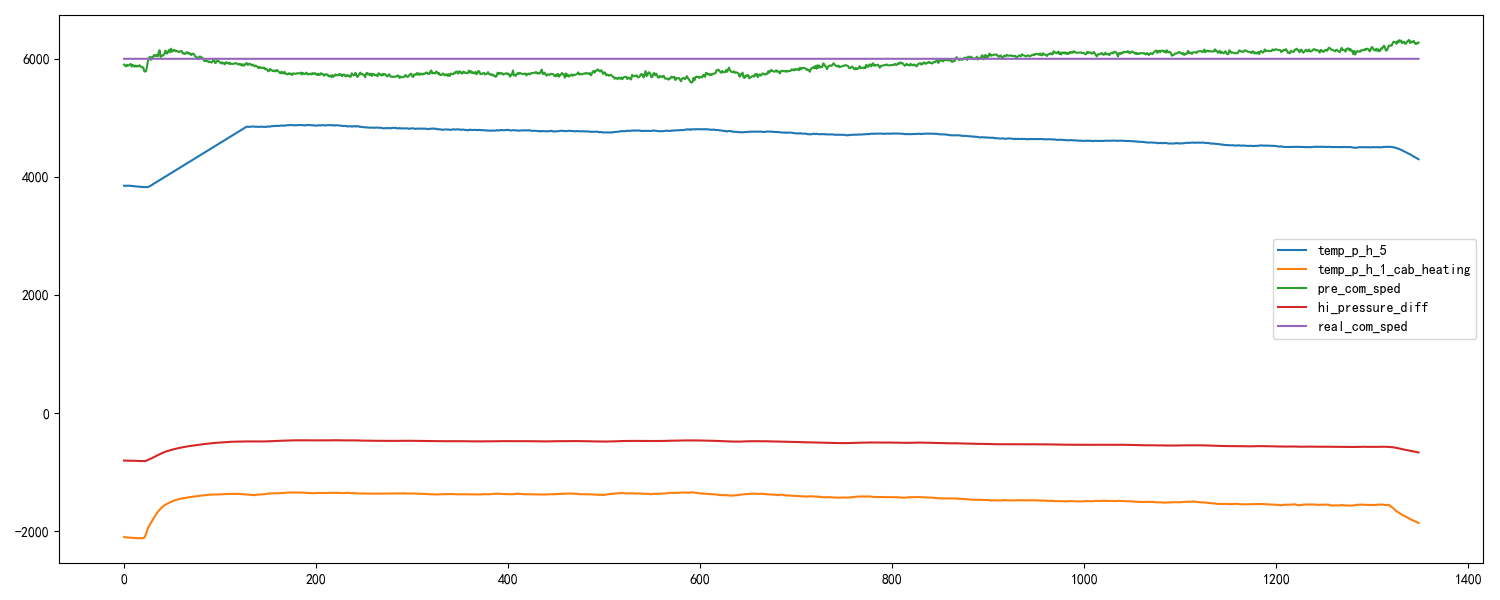 6000
4000
2000
0
−2000
temp_p_h_5
temp_p_h_1_cab_heating
pre_com_sped
hi_pressure_diff
real_com_sped
0 200 400 600 800 1000 1200 1400